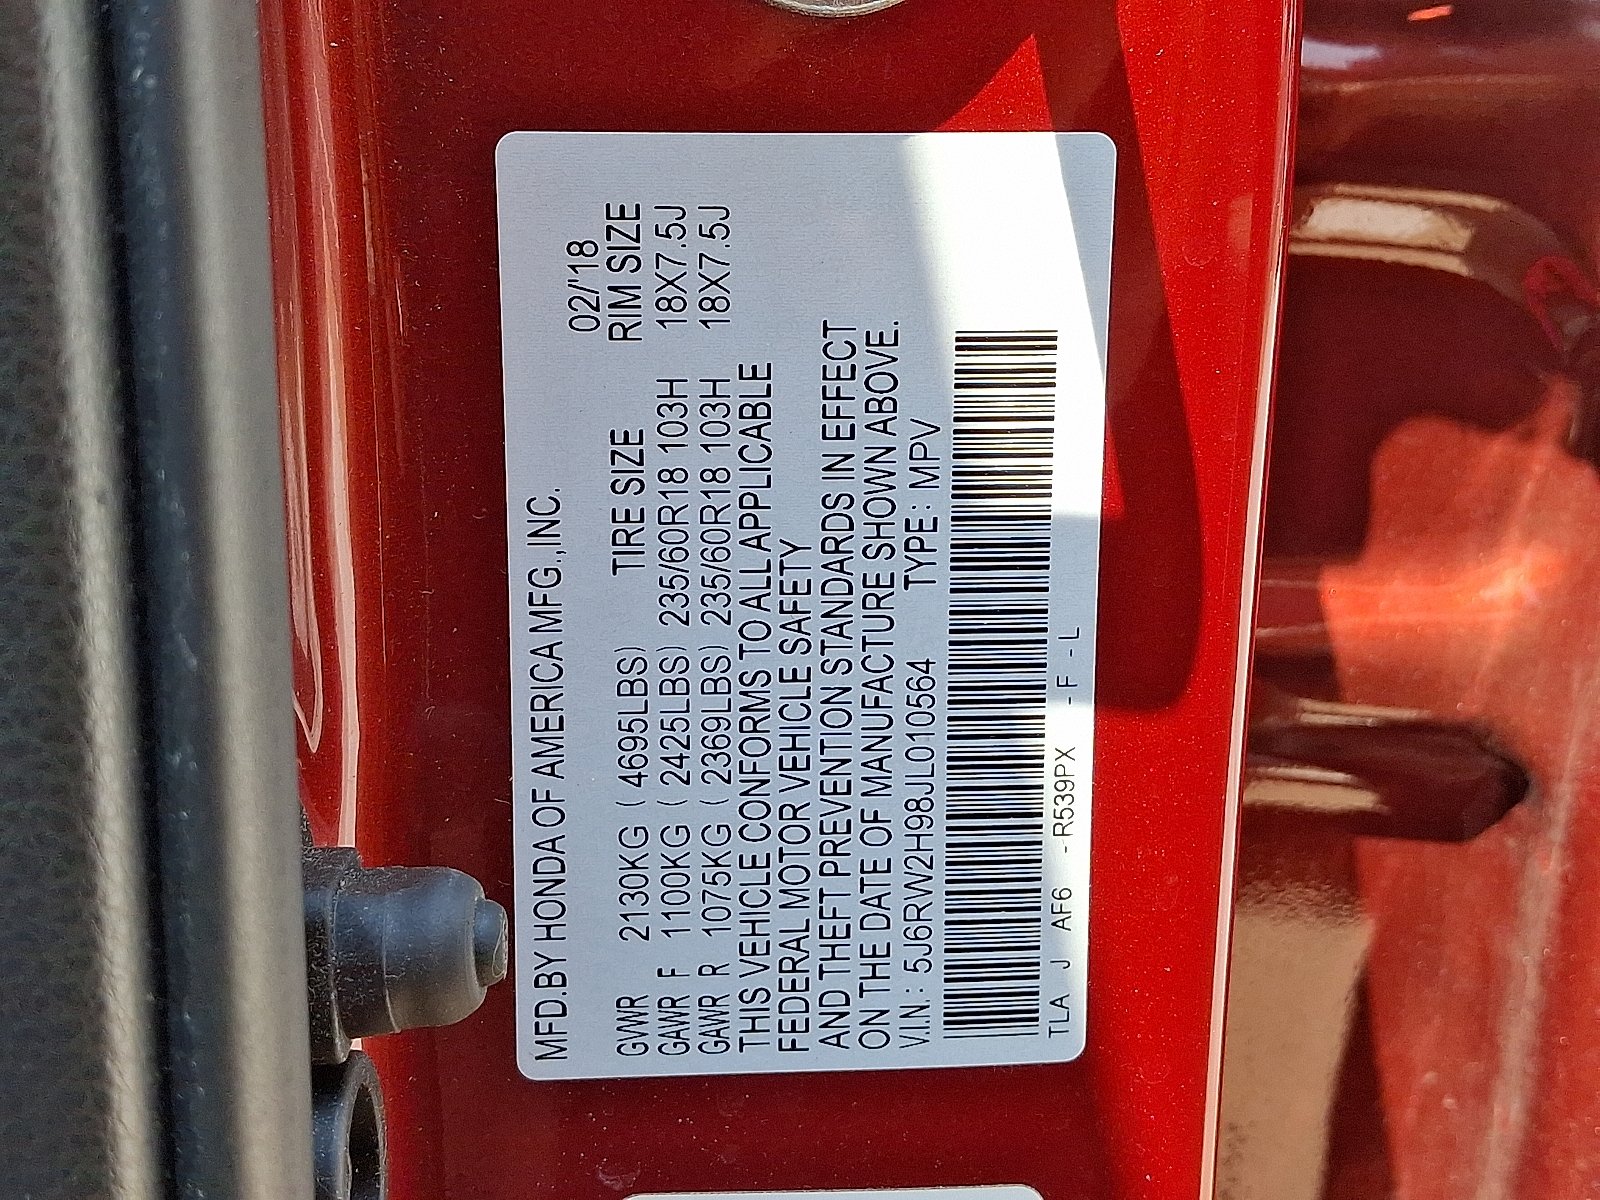 MFD.BY HONDA OF AMERICA MFG.,INC.
02/'18
GVWR 2130KG ( 4695LBS) TIRE SIZE RIM SIZE
GAWR F 1100KG ( 2425LBS) 235/60R18 103H 18X7.5J
GAWR R 1075KG ( 2369LBS) 235/60R18 103H 18X7.5J
THIS VEHICLE CONFORMS TO ALL APPLICABLE
FEDERAL MOTOR VEHICLE SAFETY
AND THEFT PREVENTION STANDARDS IN EFFECT
ON THE DATE OF MANUFACTURE SHOWN ABOVE.
V.I.N.: 5J6RW2H98JL010564 TYPE: MPV
TLA J AF6 -R539PX -F -L